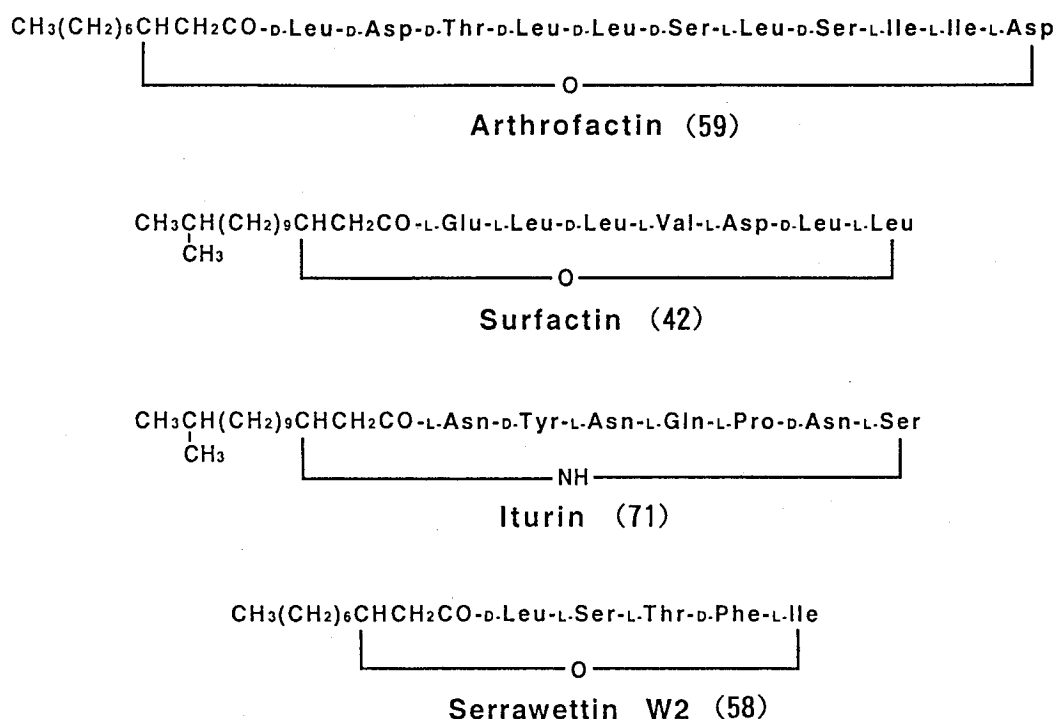 CH₃(CH₂)₆CHCH₂CO-D-Leu-D-Asp-D-Thr-D-Leu-D-Leu-D-Ser-L-Leu-D-Ser-L-Ile-L-Ile-L-Asp
O
Arthrofactin (59)
CH₃CH(CH₂)₉CHCH₂CO-L-Glu-L-Leu-D-Leu-L-Val-L-Asp-D-Leu-L-Leu
CH₃
O
Surfactin (42)
CH₃CH(CH₂)₉CHCH₂CO-L-Asn-D-Tyr-L-Asn-L-Gln-L-Pro-D-Asn-L-Ser
CH₃
NH
Iturin (71)
CH₃(CH₂)₆CHCH₂CO-D-Leu-L-Ser-L-Thr-D-Phe-L-Ile
O
Serrawettin W2 (58)